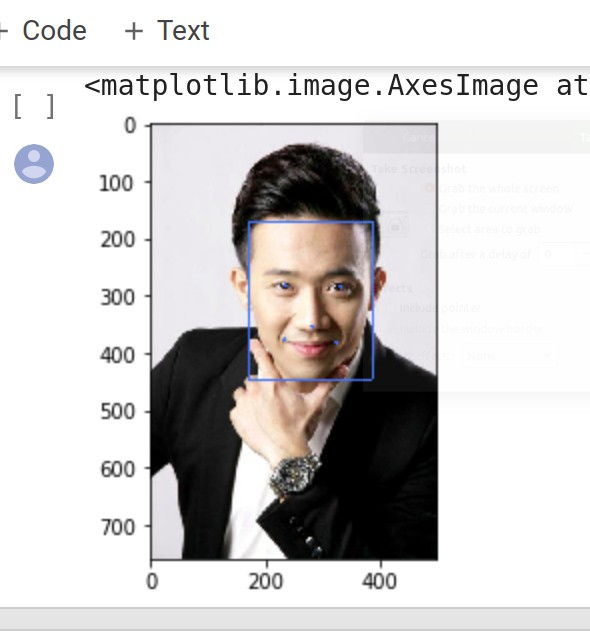 + Code + Text
<matplotlib.image.AxesImage at
[ ]
0
100
200
300
400
500
600
700
0 200 400
Take Screenshot
Grab the whole screen
Grab the current window
Select area to grab
Grab after a delay of 0
Include pointer